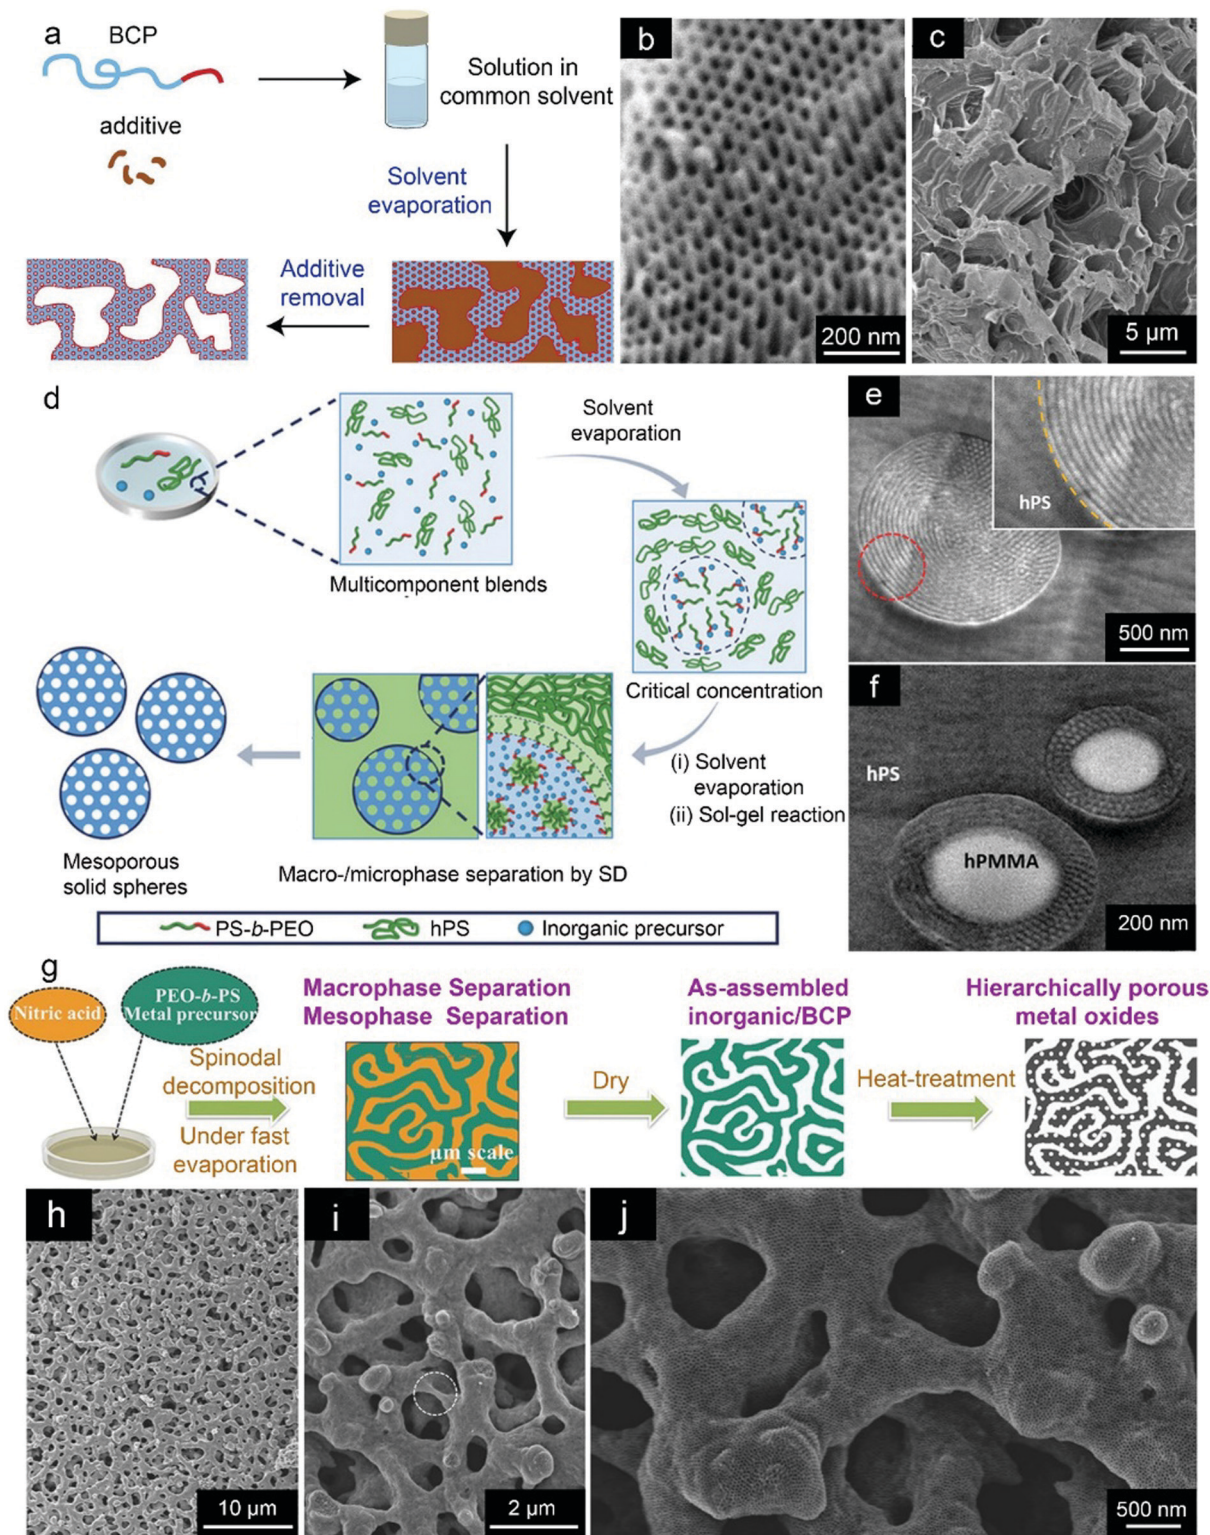 a
BCP
additive
Solution in
common solvent
Solvent
evaporation
Additive
removal
b
200 nm
c
5 µm
d
Multicomponent blends
Solvent
evaporation
Critical concentration
(i) Solvent
evaporation
(ii) Sol-gel reaction
Macro-/microphase separation by SD
Mesoporous
solid spheres
PS-b-PEO
hPS
Inorganic precursor
e
hPS
500 nm
f
hPS
hPMMA
200 nm
g
Nitric acid
PEO-b-PS
Metal precursor
Spinodal
decomposition
Under fast
evaporation
Macrophase Separation
Mesophase Separation
µm scale
Dry
As-assembled
inorganic/BCP
Heat-treatment
Hierarchically porous
metal oxides
h
10 µm
i
2 µm
j
500 nm